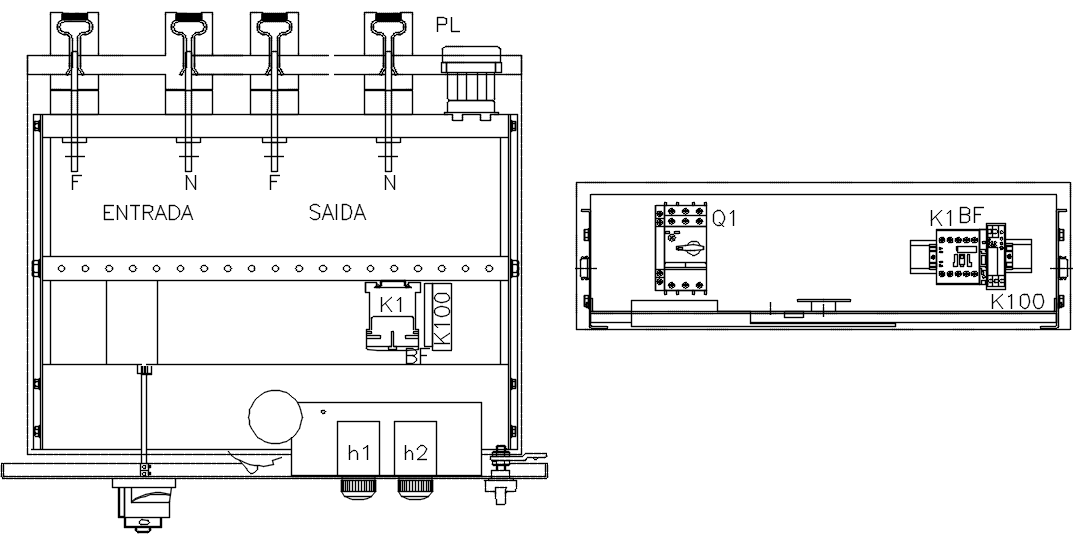 PL
F N F N
ENTRADA SAIDA
K1 K100
BF
h1 h2
Q1 K1 BF
K100